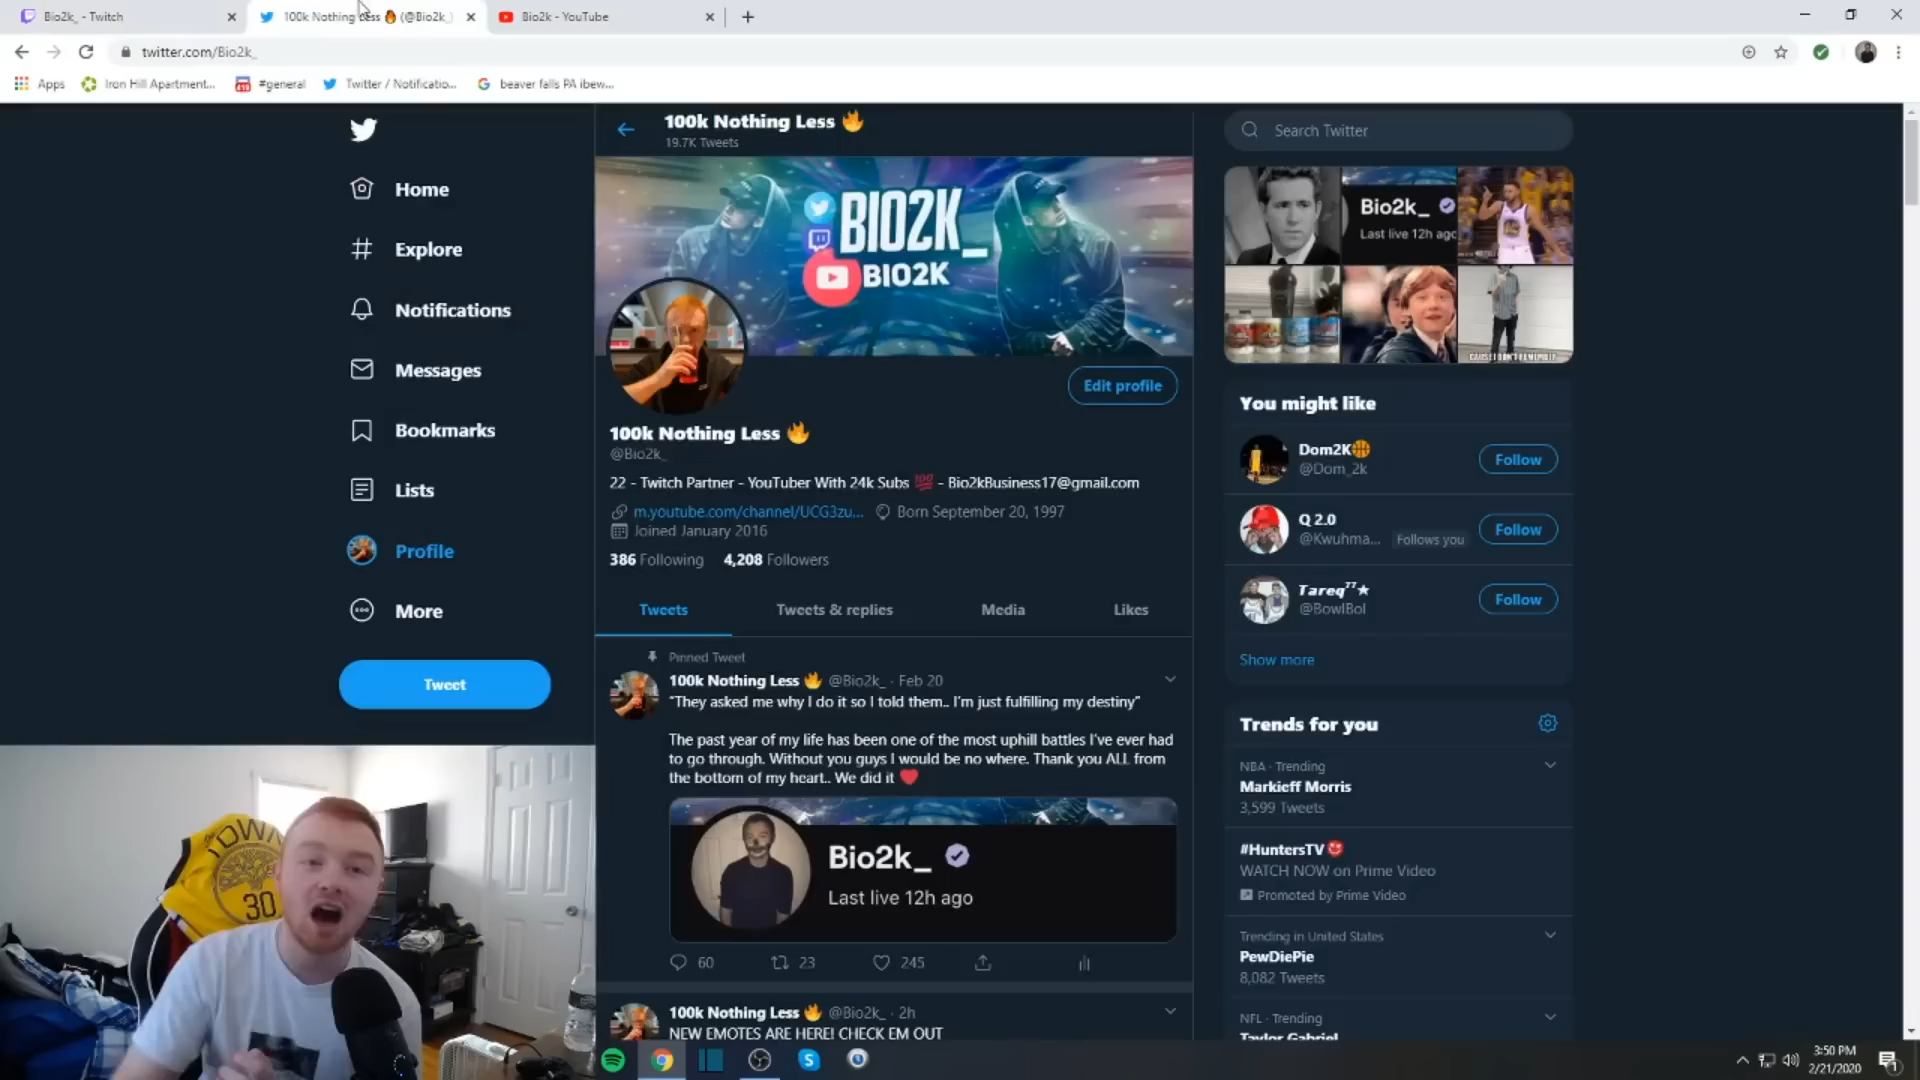 Bio2k_ - Twitch
100k Nothing Less 🔥 (@Bio2k_)
Bio2k - YouTube
twitter.com/Bio2k_
Apps
Iron Hill Apartment...
#general
Twitter / Notificatio...
beaver falls PA ibew...
100k Nothing Less 🔥
19.7K Tweets
Home
Explore
Notifications
Messages
Bookmarks
Lists
Profile
More
Tweet
BIO2K_
BIO2K
Edit profile
100k Nothing Less 🔥
@Bio2k_
22 - Twitch Partner - YouTuber With 24k Subs 💯 - Bio2kBusiness17@gmail.com
m.youtube.com/channel/UCG3zu... Born September 20, 1997
Joined January 2016
386 Following 4,208 Followers
Tweets
Tweets & replies
Media
Likes
Pinned Tweet
100k Nothing Less 🔥 @Bio2k_ · Feb 20
"They asked me why I do it so I told them.. I'm just fulfilling my destiny"
The past year of my life has been one of the most uphill battles I've ever had
to go through. Without you guys I would be no where. Thank you ALL from
the bottom of my heart.. We did it ❤️
Bio2k_
Last live 12h ago
60
23
245
100k Nothing Less 🔥 @Bio2k_ · 2h
NEW EMOTES ARE HERE! CHECK EM OUT
Search Twitter
Bio2k_
Last live 12h ago
CAUSE I DON'T REMEMBER IT
You might like
Dom2K🏀
@Dom_2k
Follow
Q 2.0
@Kwuhma... Follows you
Follow
Tareq⁷⁷★
@BowlBol
Follow
Show more
Trends for you
NBA · Trending
Markieff Morris
3,599 Tweets
#HuntersTV
WATCH NOW on Prime Video
Promoted by Prime Video
Trending in United States
PewDiePie
8,082 Tweets
NFL · Trending
Taylor Gabriel
TOWN
30
3:50 PM
2/21/2020
1